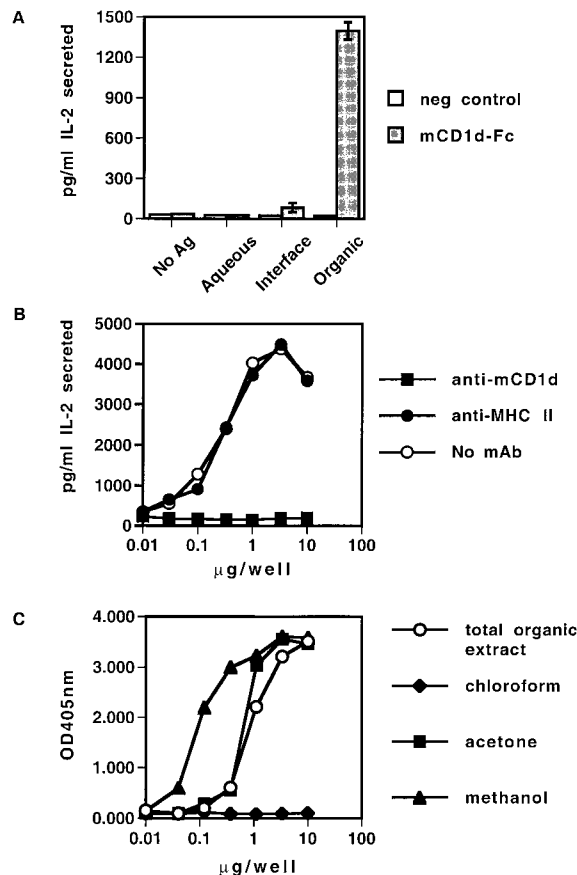 A
pg/ml IL-2 secreted
1500
1200
900
600
300
0
No Ag
Aqueous
Interface
Organic
neg control
mCD1d-Fc
B
pg/ml IL-2 secreted
5000
4000
3000
2000
1000
0
0.01
0.1
1
10
100
μg/well
anti-mCD1d
anti-MHC II
No mAb
C
OD405nm
4.000
3.000
2.000
1.000
0.000
0.01
0.1
1
10
100
μg/well
total organic
extract
chloroform
acetone
methanol